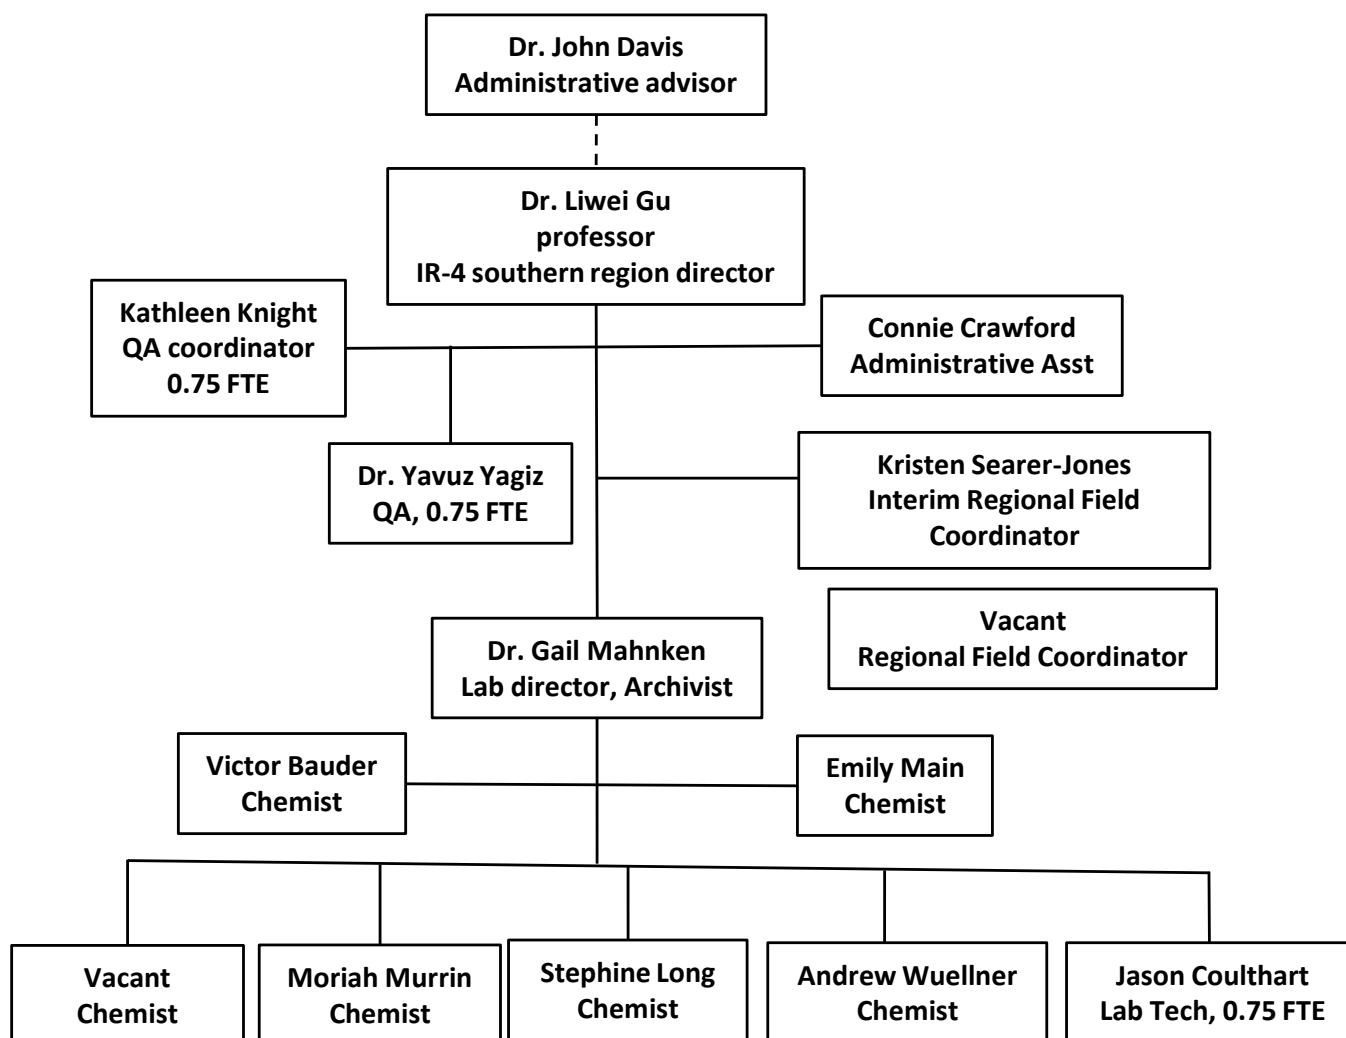 Dr. John Davis
Administrative advisor
Dr. Liwei Gu
professor
IR-4 southern region director
Kathleen Knight
QA coordinator
0.75 FTE
Connie Crawford
Administrative Asst
Dr. Yavuz Yagiz
QA, 0.75 FTE
Kristen Searer-Jones
Interim Regional Field
Coordinator
Vacant
Regional Field Coordinator
Dr. Gail Mahnken
Lab director, Archivist
Victor Bauder
Chemist
Emily Main
Chemist
Vacant
Chemist
Moriah Murrin
Chemist
Stephine Long
Chemist
Andrew Wuellner
Chemist
Jason Coulthart
Lab Tech, 0.75 FTE